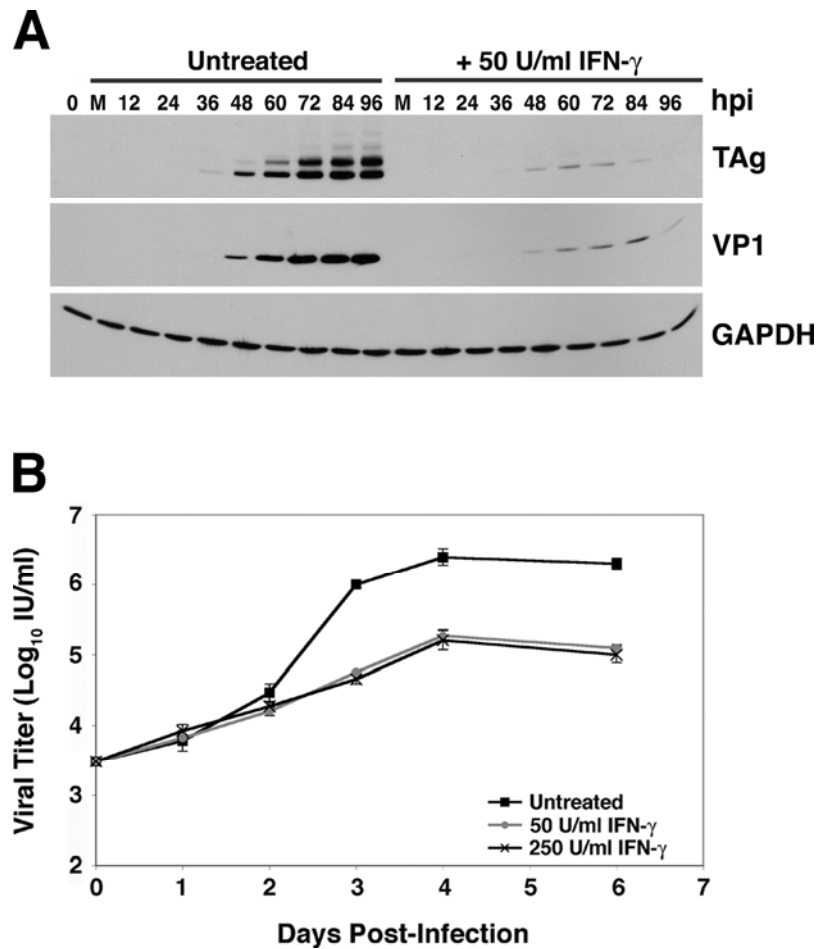 A
Untreated + 50 U/ml IFN-γ
0 M 12 24 36 48 60 72 84 96 M 12 24 36 48 60 72 84 96 hpi
TAg
VP1
GAPDH
B
7
6
5
4
3
2
Viral Titer (Log10 IU/ml)
Untreated
50 U/ml IFN-γ
250 U/ml IFN-γ
0 1 2 3 4 5 6 7
Days Post-Infection